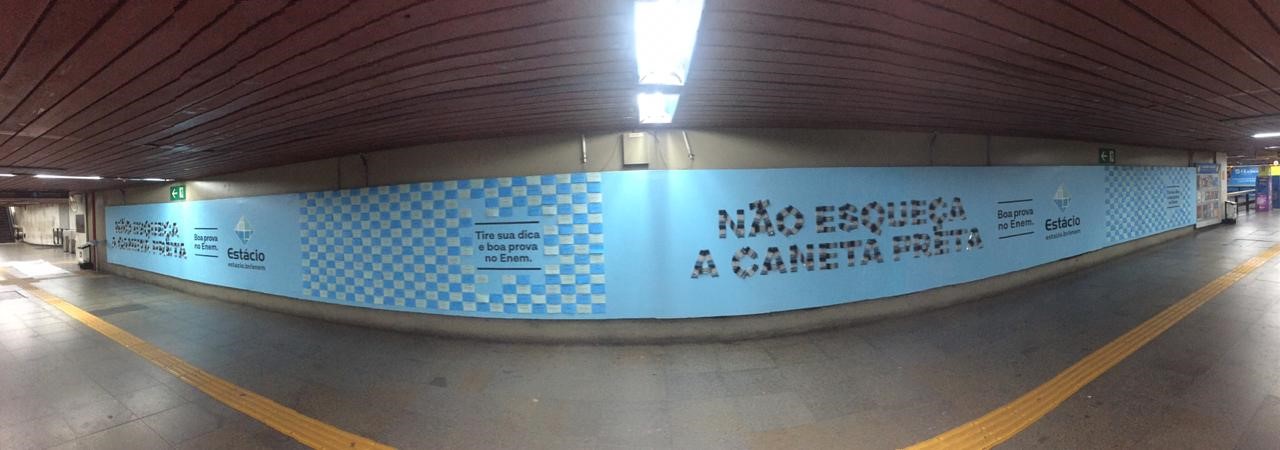 NÃO ESQUEÇA
A CANETA PRETA
Boa prova
no Enem.
Estácio
estacio.br/enem
Tire sua dica
e boa prova
no Enem.
NÃO ESQUEÇA
A CANETA PRETA
Boa prova
no Enem.
Estácio
estacio.br/enem